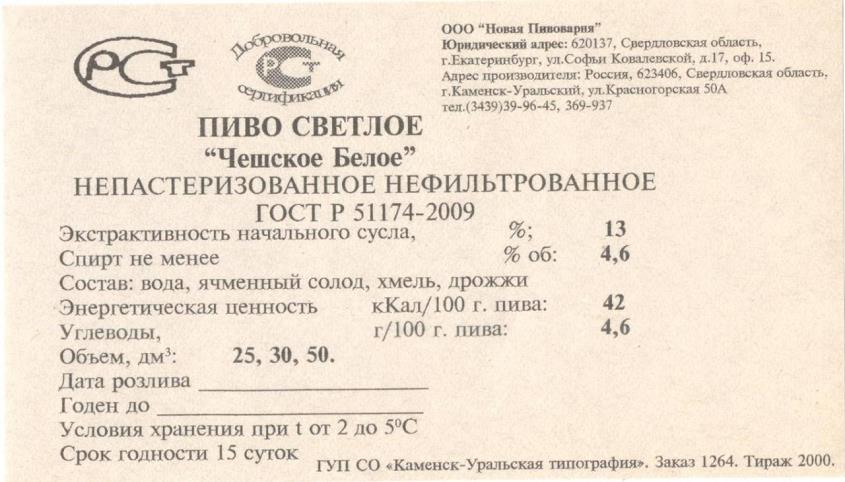 РСТ
Добровольная
РСТ
сертификация
ООО “Новая Пивоварня”
Юридический адрес: 620137, Свердловская область,
г.Екатеринбург, ул.Софьи Ковалевской, д.17, оф. 15.
Адрес производителя: Россия, 623406, Свердловская область,
г.Каменск-Уральский, ул.Красногорская 50А
тел.(3439)39-96-45, 369-937
ПИВО СВЕТЛОЕ
“Чешское Белое”
НЕПАСТЕРИЗОВАННОЕ НЕФИЛЬТРОВАННОЕ
ГОСТ Р 51174-2009
Экстрактивность начального сусла, %; 13
Спирт не менее % об: 4,6
Состав: вода, ячменный солод, хмель, дрожжи
Энергетическая ценность кКал/100 г. пива: 42
Углеводы, г/100 г. пива: 4,6
Объем, дм³: 25, 30, 50.
Дата розлива
Годен до
Условия хранения при t от 2 до 5⁰С
Срок годности 15 суток
ГУП СО «Каменск-Уральская типография». Заказ 1264. Тираж 2000.